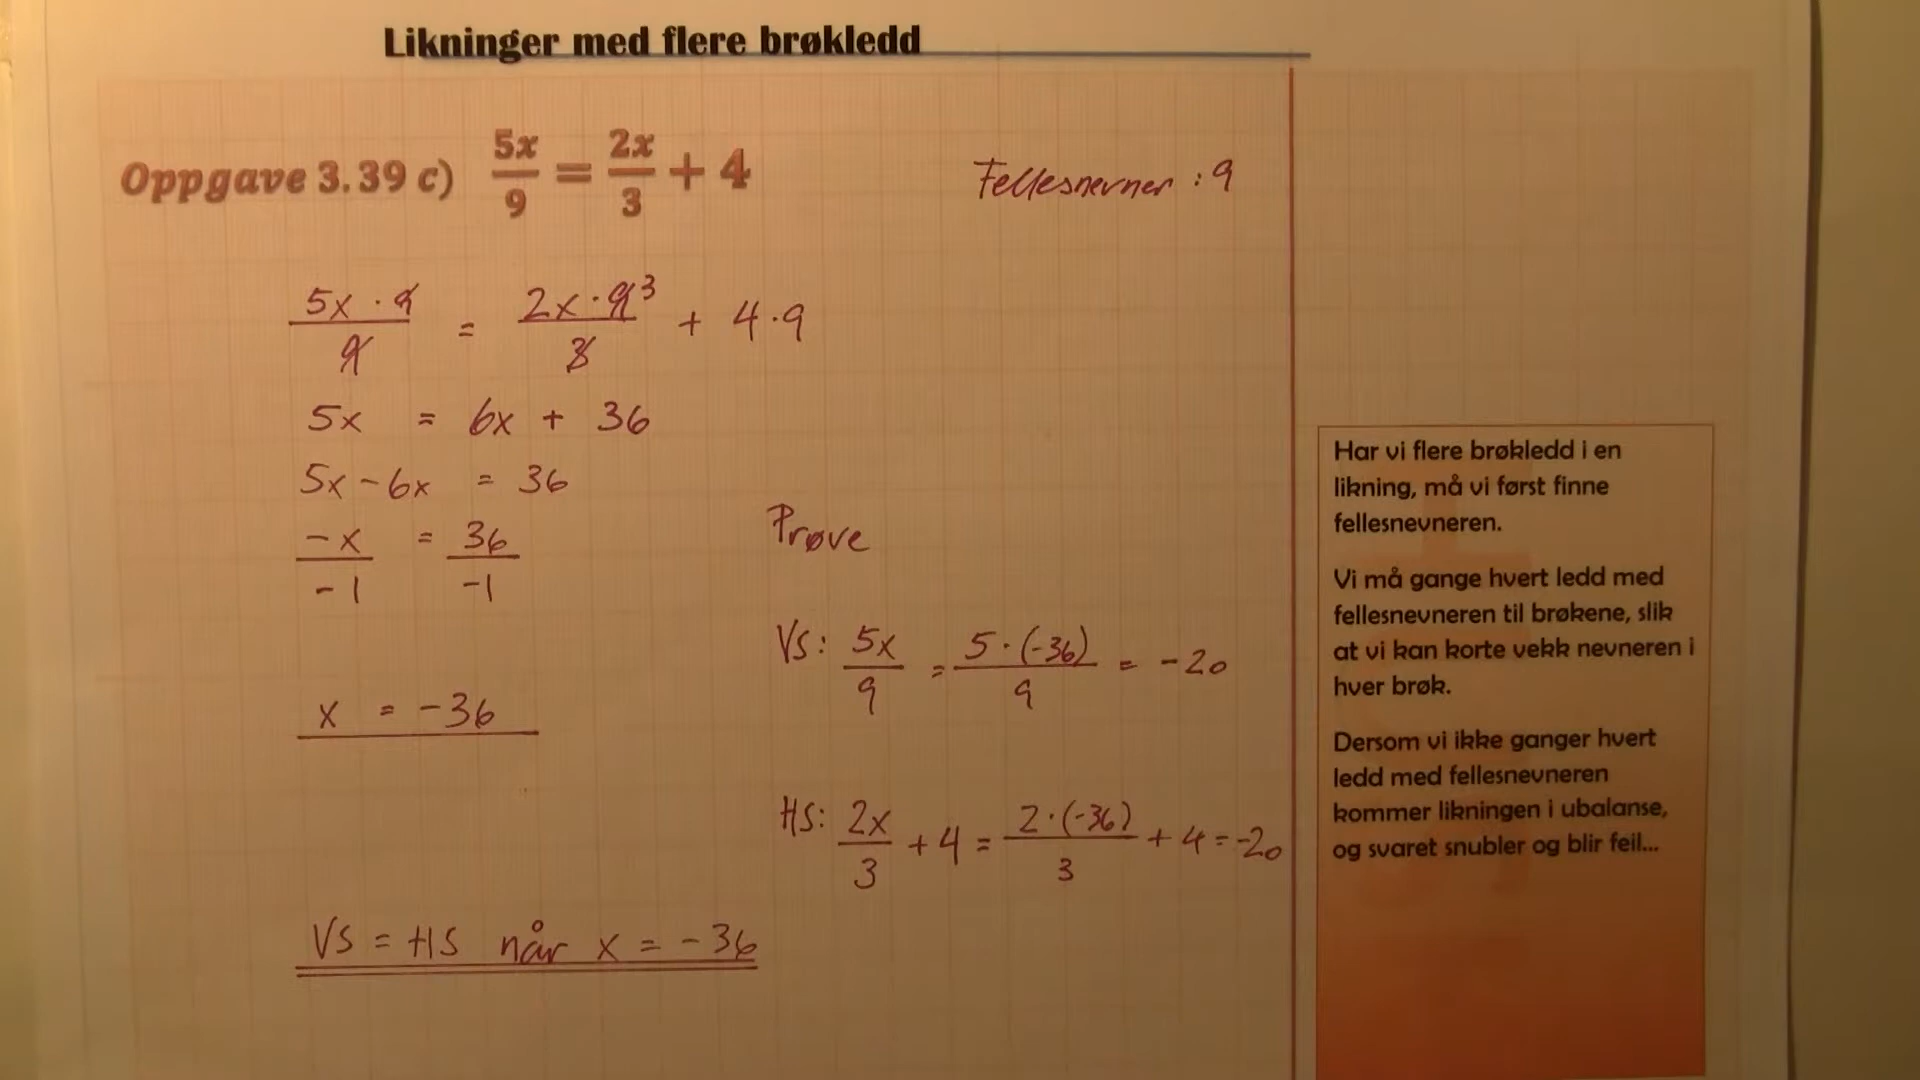 Likninger med flere brøkledd
Oppgave 3.39 c) 5x/9 = 2x/3 + 4
Fellesnevner : 9
5x · 9/9 = 2x · 9³/3 + 4 · 9
5x = 6x + 36
5x - 6x = 36
-x/-1 = 36/-1
x = -36
Prøve
VS: 5x/9 = 5 · (-36)/9 = -20
HS: 2x/3 + 4 = 2 · (-36)/3 + 4 = -20
VS = HS når x = -36
Har vi flere brøkledd i en
likning, må vi først finne
fellesnevneren.
Vi må gange hvert ledd med
fellesnevneren til brøkene, slik
at vi kan korte vekk nevneren i
hver brøk.
Dersom vi ikke ganger hvert
ledd med fellesnevneren
kommer likningen i ubalanse,
og svaret snubler og blir feil...